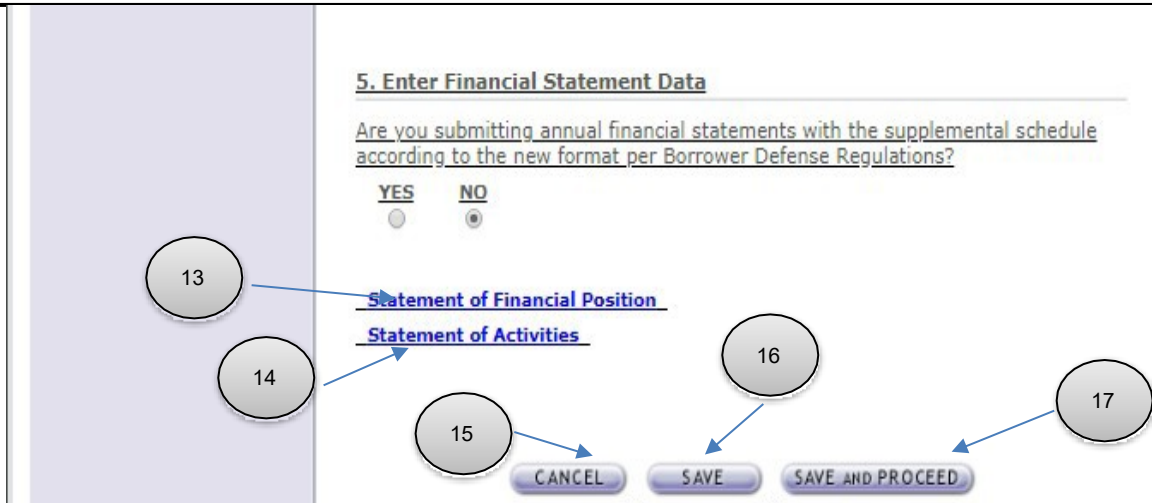 5. Enter Financial Statement Data
Are you submitting annual financial statements with the supplemental schedule
according to the new format per Borrower Defense Regulations?
YES NO
13
Statement of Financial Position
Statement of Activities
14
16
15
17
CANCEL SAVE SAVE AND PROCEED